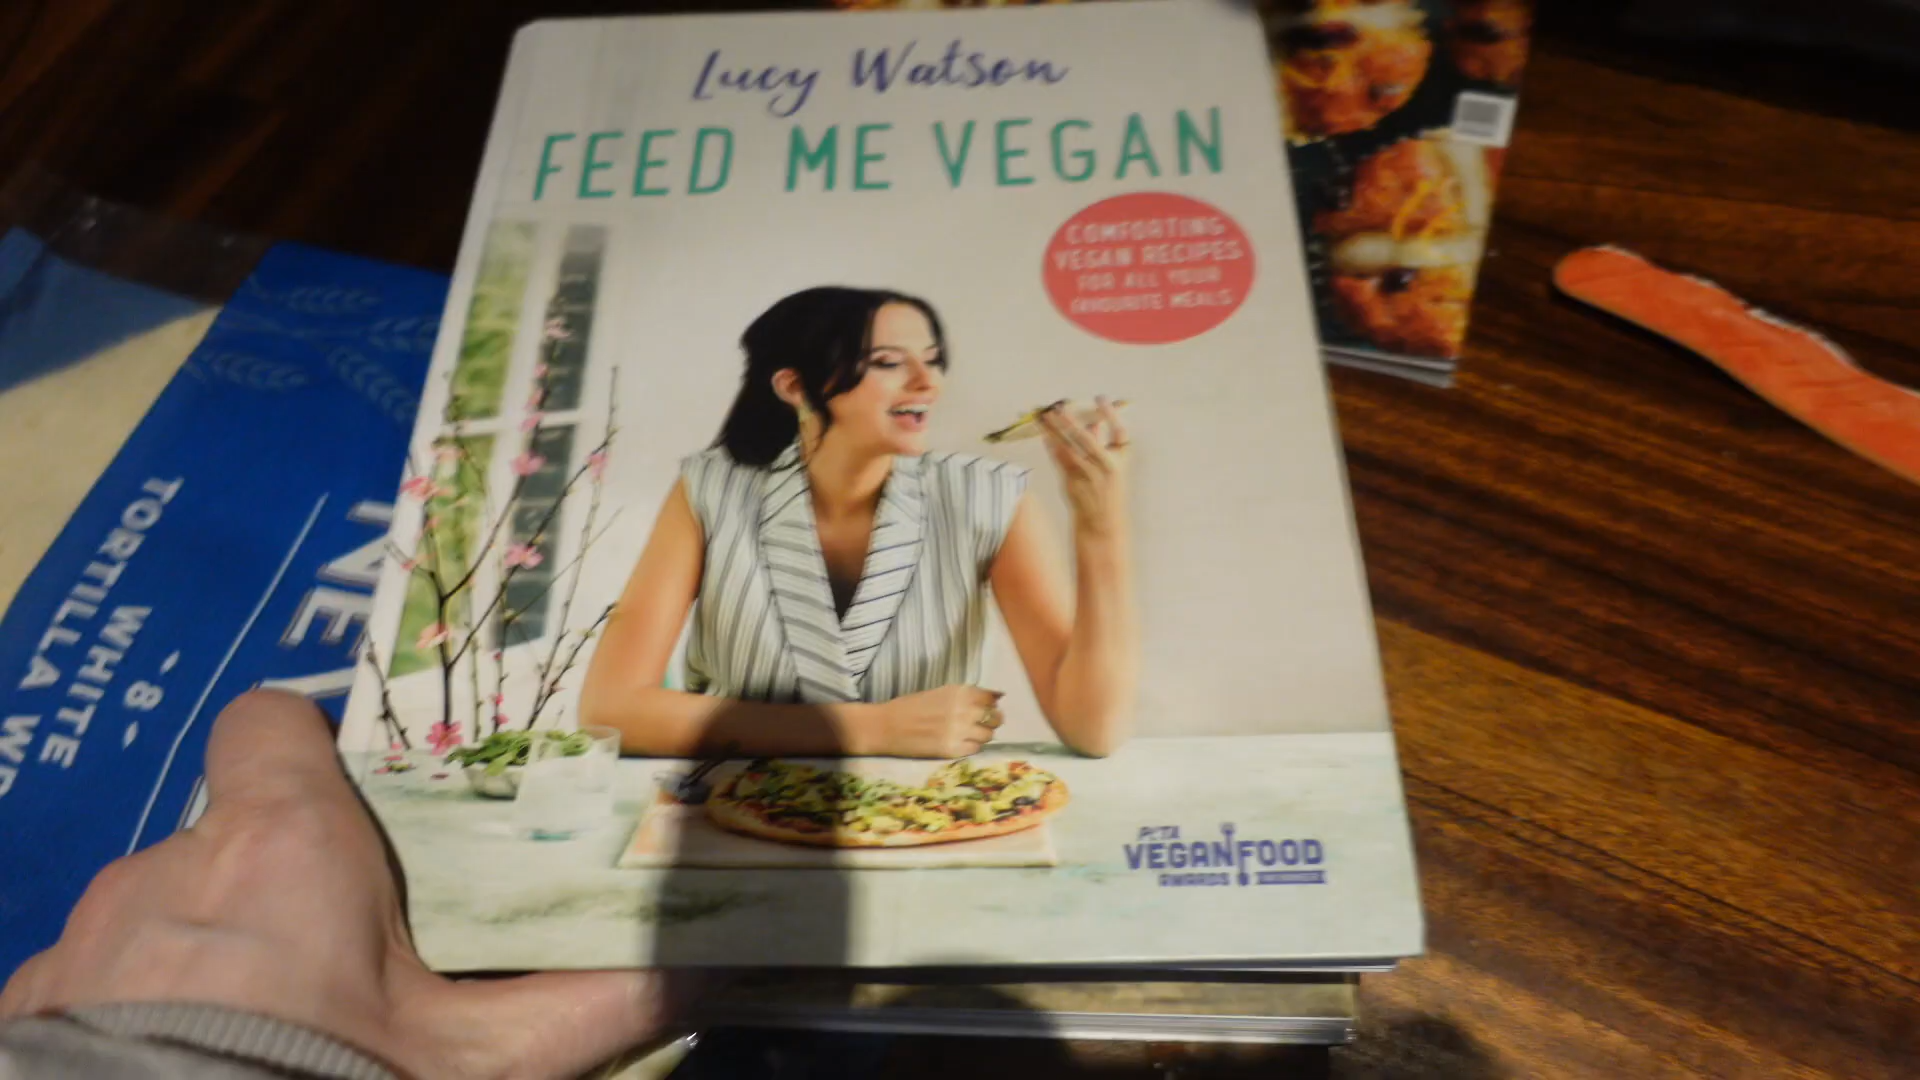 Lucy Watson
FEED ME VEGAN
COMFORTING
VEGAN RECIPES
FOR ALL YOUR
FAVOURITE MEALS
PETA
VEGAN FOOD
AWARDS
- 8 -
WHITE
TORTILLA